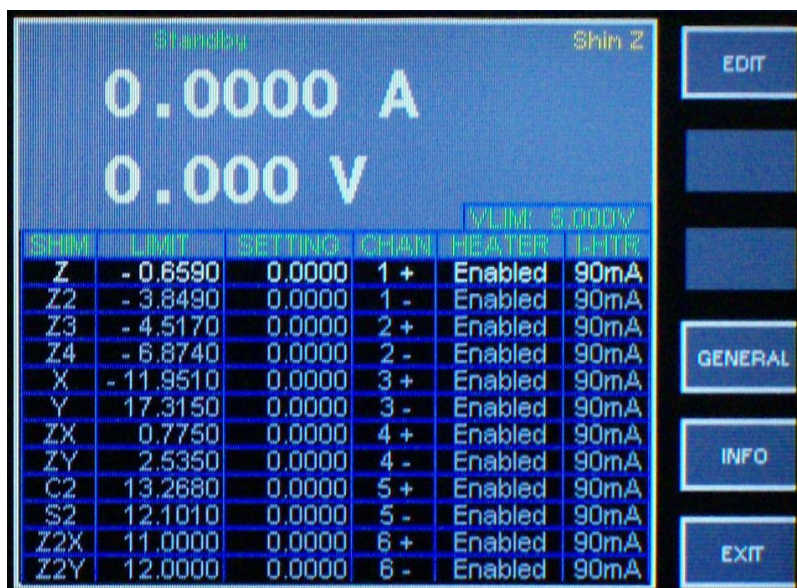 Standby
Shim Z
0.0000 A
0.000 V
VLIM: 5.000V
SHIM LIMIT SETTING CHAN HEATER I-HTR
Z - 0.6590 0.0000 1 + Enabled 90mA
Z2 - 3.8490 0.0000 1 - Enabled 90mA
Z3 - 4.5170 0.0000 2 + Enabled 90mA
Z4 - 6.8740 0.0000 2 - Enabled 90mA
X - 11.9510 0.0000 3 + Enabled 90mA
Y 17.3150 0.0000 3 - Enabled 90mA
ZX 0.7750 0.0000 4 + Enabled 90mA
ZY 2.5350 0.0000 4 - Enabled 90mA
C2 13.2680 0.0000 5 + Enabled 90mA
S2 12.1010 0.0000 5 - Enabled 90mA
Z2X 11.0000 0.0000 6 + Enabled 90mA
Z2Y 12.0000 0.0000 6 - Enabled 90mA
EDIT
GENERAL
INFO
EXIT